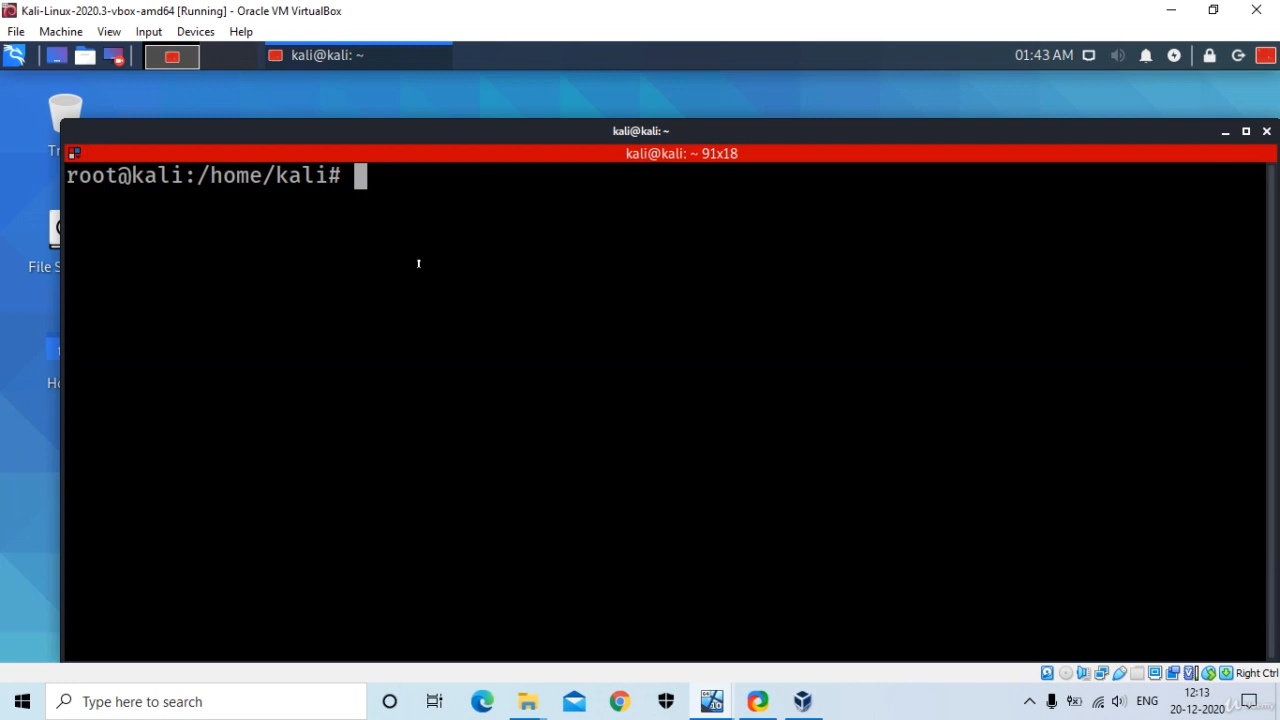 Kali-Linux-2020.3-vbox-amd64 [Running] - Oracle VM VirtualBox
File Machine View Input Devices Help
kali@kali: ~
01:43 AM
kali@kali: ~
kali@kali: ~ 91x18
root@kali:/home/kali#
File S
Right Ctrl
Type here to search
ENG
12:13
20-12-2020